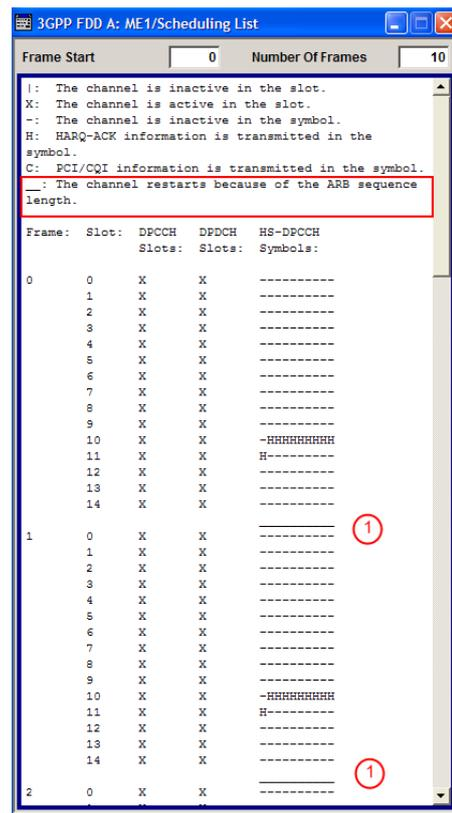 3GPP FDD A: ME1/Scheduling List
Frame Start 0 Number Of Frames 10
|: The channel is inactive in the slot.
X: The channel is active in the slot.
-: The channel is inactive in the symbol.
H: HARQ-ACK information is transmitted in the
symbol.
C: PCI/CQI information is transmitted in the symbol.
__: The channel restarts because of the ARB sequence
length.
Frame: Slot: DPCCH DPDCH HS-DPCCH
Slots: Slots: Symbols:
0 0 X X ----------
1 X X ----------
2 X X ----------
3 X X ----------
4 X X ----------
5 X X ----------
6 X X ----------
7 X X ----------
8 X X ----------
9 X X ----------
10 X X -HHHHHHHHH
11 X X H---------
12 X X ----------
13 X X ----------
14 X X ----------
__________ 1
1 0 X X ----------
1 X X ----------
2 X X ----------
3 X X ----------
4 X X ----------
5 X X ----------
6 X X ----------
7 X X ----------
8 X X ----------
9 X X ----------
10 X X -HHHHHHHHH
11 X X H---------
12 X X ----------
13 X X ----------
14 X X ----------
__________ 1
2 0 X X ----------